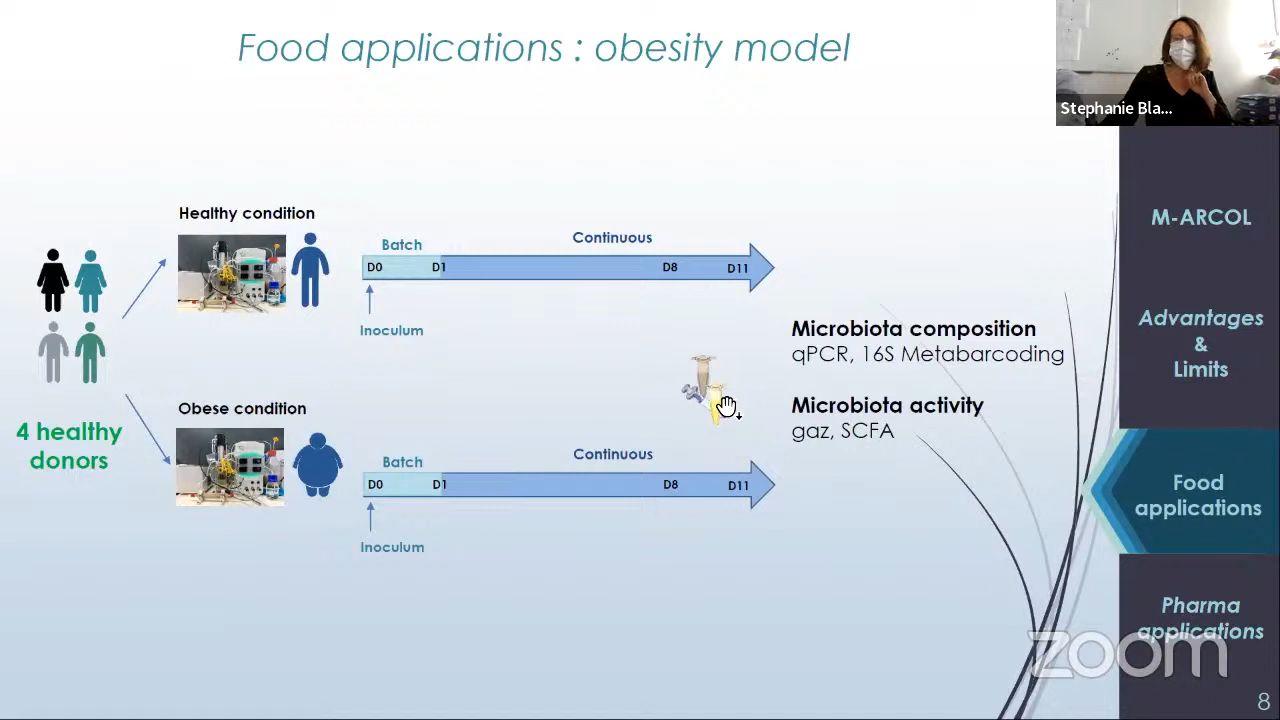 Food applications : obesity model
Stephanie Bla...
Healthy condition
Batch
Continuous
D0
D1
D8
D11
Inoculum
4 healthy
donors
Obese condition
Batch
Continuous
D0
D1
D8
D11
Inoculum
Microbiota composition
qPCR, 16S Metabarcoding
Microbiota activity
gaz, SCFA
M-ARCOL
Advantages
&
Limits
Food
applications
Pharma
applications
zoom
8